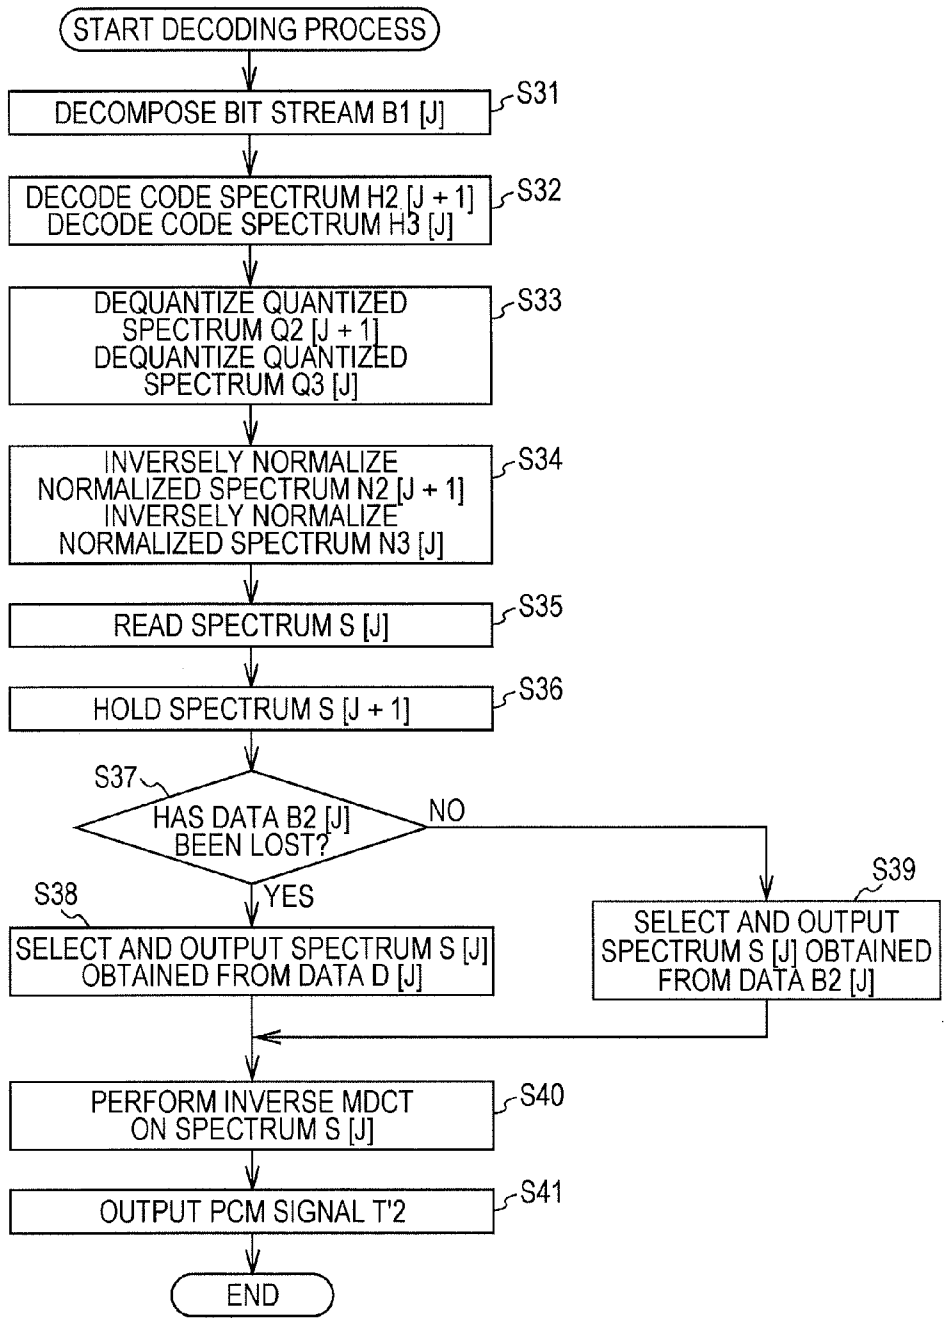 START DECODING PROCESS
S31
DECOMPOSE BIT STREAM B1 [J]
S32
DECODE CODE SPECTRUM H2 [J + 1]
DECODE CODE SPECTRUM H3 [J]
S33
DEQUANTIZE QUANTIZED
SPECTRUM Q2 [J + 1]
DEQUANTIZE QUANTIZED
SPECTRUM Q3 [J]
S34
INVERSELY NORMALIZE
NORMALIZED SPECTRUM N2 [J + 1]
INVERSELY NORMALIZE
NORMALIZED SPECTRUM N3 [J]
S35
READ SPECTRUM S [J]
S36
HOLD SPECTRUM S [J + 1]
S37
HAS DATA B2 [J]
BEEN LOST?
NO
YES
S38
SELECT AND OUTPUT SPECTRUM S [J]
OBTAINED FROM DATA D [J]
S39
SELECT AND OUTPUT
SPECTRUM S [J] OBTAINED
FROM DATA B2 [J]
S40
PERFORM INVERSE MDCT
ON SPECTRUM S [J]
S41
OUTPUT PCM SIGNAL T'2
END